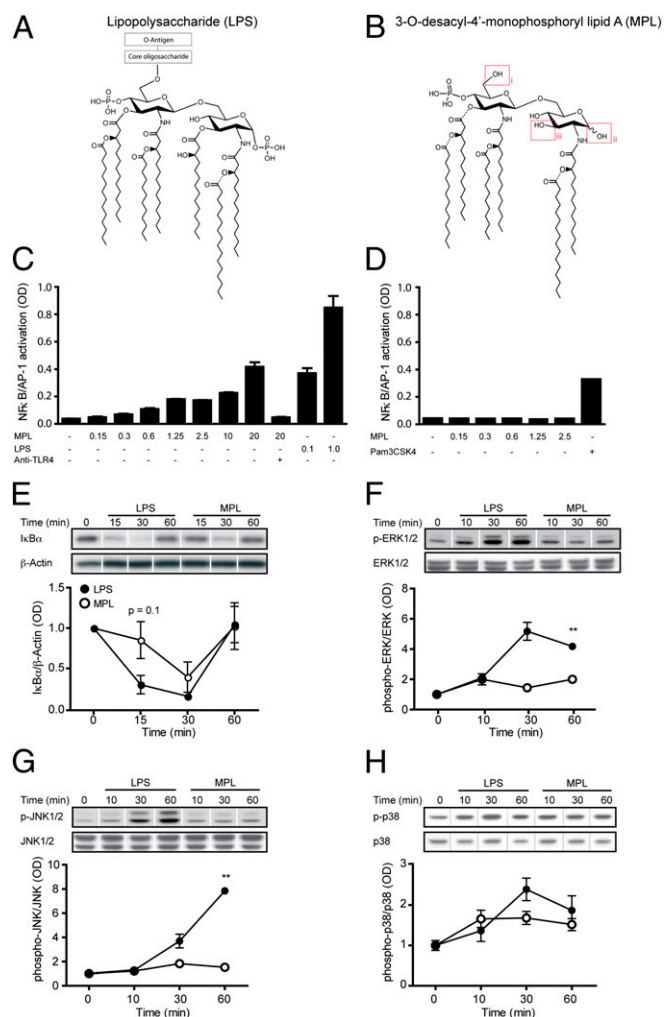 A
Lipopolysaccharide (LPS)
O-Antigen
Core oligosaccharide
B
3-O-desacyl-4'-monophosphoryl lipid A (MPL)
i
iii
ii
C
NFκB/AP-1 activation (OD)
1.0
0.8
0.6
0.4
0.2
0.0
MPL - 0.15 0.3 0.6 1.25 2.5 10 20 20 - -
LPS - - - - - - - - - 0.1 1.0
Anti-TLR4 - - - - - - - - + - -
D
NFκB/AP-1 activation (OD)
1.0
0.8
0.6
0.4
0.2
0.0
MPL - 0.15 0.3 0.6 1.25 2.5 -
Pam3CSK4 - - - - - - +
E
LPS MPL
Time (min) 0 15 30 60 15 30 60
IκBα
β-Actin
IκBα/β-Actin (OD)
1.5
1.0
0.5
0.0
LPS
MPL
p = 0.1
0 15 30 60
Time (min)
F
LPS MPL
Time (min) 0 10 30 60 10 30 60
p-ERK1/2
ERK1/2
phospho-ERK/ERK (OD)
8
6
4
2
0
**
0 10 30 60
Time (min)
G
LPS MPL
Time (min) 0 10 30 60 10 30 60
p-JNK1/2
JNK1/2
phospho-JNK/JNK (OD)
10
8
6
4
2
0
**
0 10 30 60
Time (min)
H
LPS MPL
Time (min) 0 10 30 60 10 30 60
p-p38
p38
phospho-p38/p38 (OD)
3
2
1
0
0 10 30 60
Time (min)